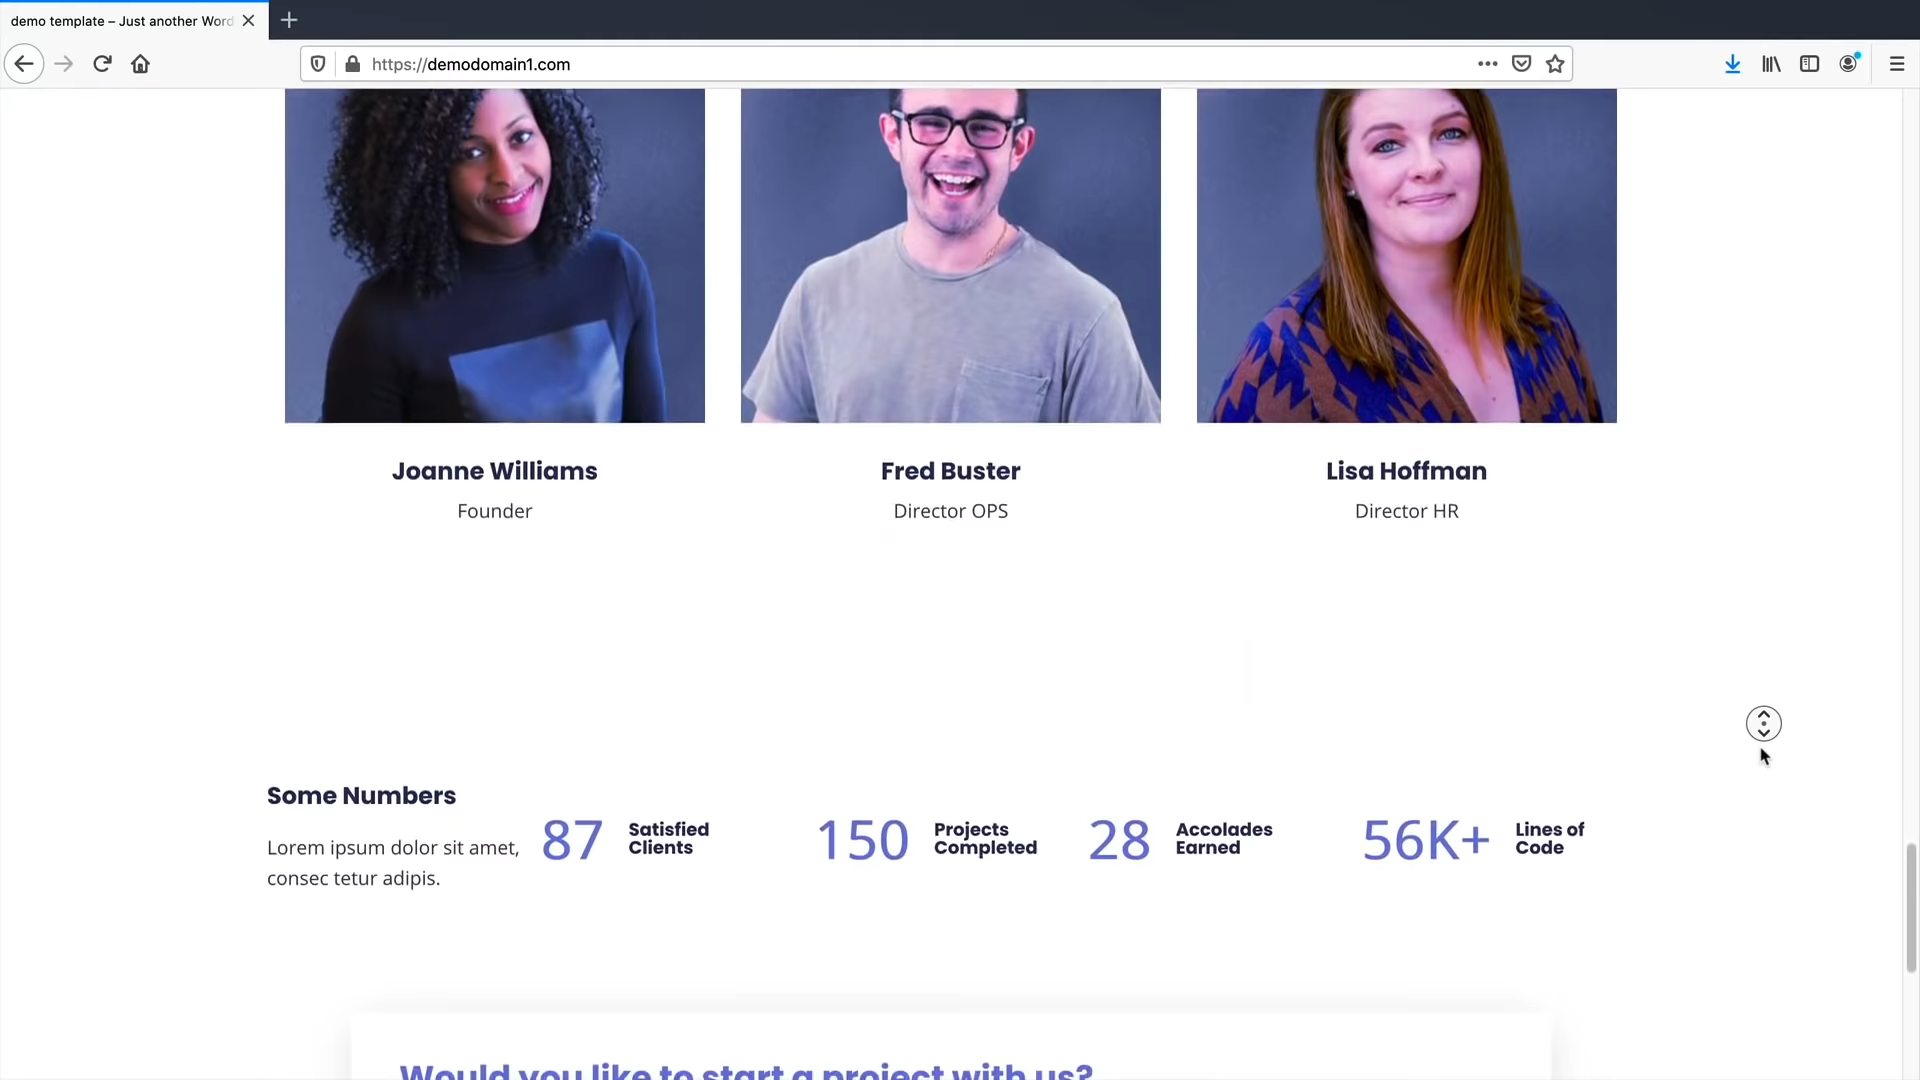 demo template – Just another Word
https://demodomain1.com
Joanne Williams
Founder
Fred Buster
Director OPS
Lisa Hoffman
Director HR
Some Numbers
Lorem ipsum dolor sit amet,
consec tetur adipis.
87
Satisfied
Clients
150
Projects
Completed
28
Accolades
Earned
56K+
Lines of
Code
Would you like to start a project with us?